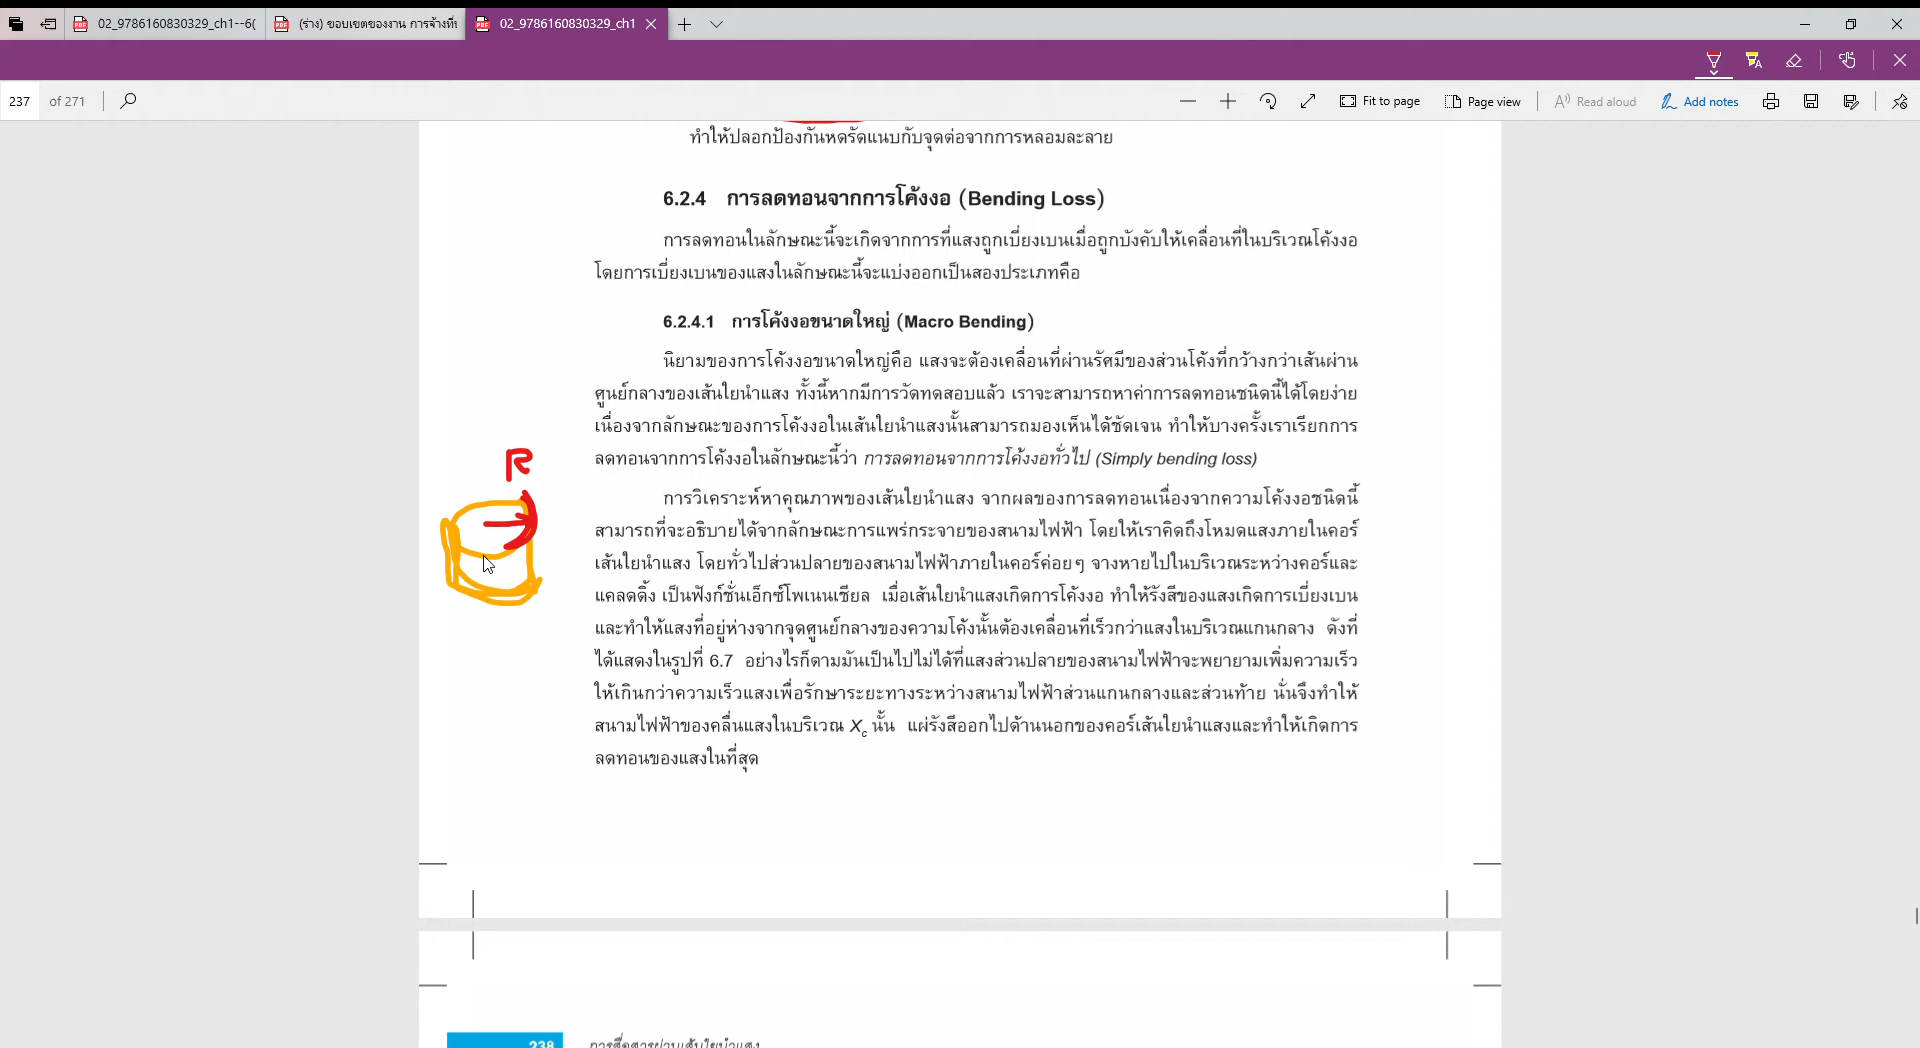 02_9786160830329_ch1--6(
(ร่าง) ขอบเขตของงาน การจ้างที่ป
02_9786160830329_ch1
237 of 271
Fit to page
Page view
Read aloud
Add notes
ทำให้ปลอกป้องกันหดรัดแนบกับจุดต่อจากการหลอมละลาย
6.2.4 การลดทอนจากการโค้งงอ (Bending Loss)
การลดทอนในลักษณะนี้จะเกิดจากการที่แสงถูกเบี่ยงเบนเมื่อถูกบังคับให้เคลื่อนที่ในบริเวณโค้งงอ
โดยการเบี่ยงเบนของแสงในลักษณะนี้จะแบ่งออกเป็นสองประเภทคือ
6.2.4.1 การโค้งงอขนาดใหญ่ (Macro Bending)
นิยามของการโค้งงอขนาดใหญ่คือ แสงจะต้องเคลื่อนที่ผ่านรัศมีของส่วนโค้งที่กว้างกว่าเส้นผ่าน
ศูนย์กลางของเส้นใยนำแสง ทั้งนี้หากมีการวัดทดสอบแล้ว เราจะสามารถหาค่าการลดทอนชนิดนี้ได้โดยง่าย
เนื่องจากลักษณะของการโค้งงอในเส้นใยนำแสงนั้นสามารถมองเห็นได้ชัดเจน ทำให้บางครั้งเราเรียกการ
ลดทอนจากการโค้งงอในลักษณะนี้ว่า การลดทอนจากการโค้งงอทั่วไป (Simply bending loss)
R
การวิเคราะห์หาคุณภาพของเส้นใยนำแสง จากผลของการลดทอนเนื่องจากความโค้งงอชนิดนี้
สามารถที่จะอธิบายได้จากลักษณะการแพร่กระจายของสนามไฟฟ้า โดยให้เราคิดถึงโหมดแสงภายในคอร์
เส้นใยนำแสง โดยทั่วไปส่วนปลายของสนามไฟฟ้าภายในคอร์ค่อยๆ จางหายไปในบริเวณระหว่างคอร์และ
แคลดดิ้ง เป็นฟังก์ชั่นเอ็กซ์โพเนนเชียล เมื่อเส้นใยนำแสงเกิดการโค้งงอ ทำให้รังสีของแสงเกิดการเบี่ยงเบน
และทำให้แสงที่อยู่ห่างจากจุดศูนย์กลางของความโค้งนั้นต้องเคลื่อนที่เร็วกว่าแสงในบริเวณแกนกลาง ดังที่
ได้แสดงในรูปที่ 6.7 อย่างไรก็ตามมันเป็นไปไม่ได้ที่แสงส่วนปลายของสนามไฟฟ้าจะพยายามเพิ่มความเร็ว
ให้เกินกว่าความเร็วแสงเพื่อรักษาระยะทางระหว่างสนามไฟฟ้าส่วนแกนกลางและส่วนท้าย นั่นจึงทำให้
สนามไฟฟ้าของคลื่นแสงในบริเวณ Xc นั้น แผ่รังสีออกไปด้านนอกของคอร์เส้นใยนำแสงและทำให้เกิดการ
ลดทอนของแสงในที่สุด
238 การสื่อสารผ่านเส้นใยนำแสง